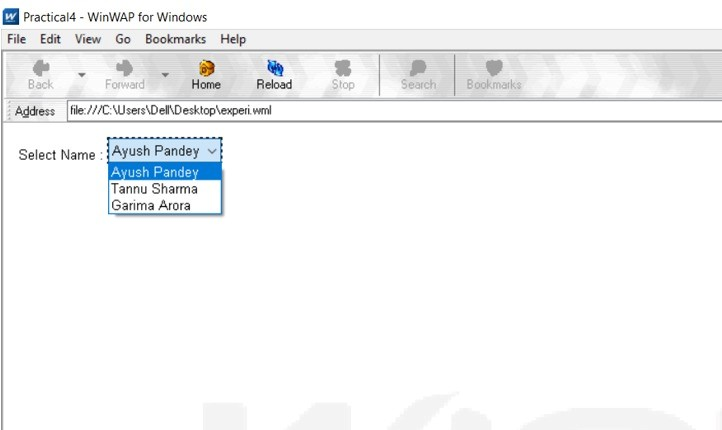 Practical4 - WinWAP for Windows
File Edit View Go Bookmarks Help
Back Forward Home Reload Stop Search Bookmarks
Address file:///C:\Users\Dell\Desktop\experi.wml
Select Name : Ayush Pandey
Ayush Pandey
Tannu Sharma
Garima Arora